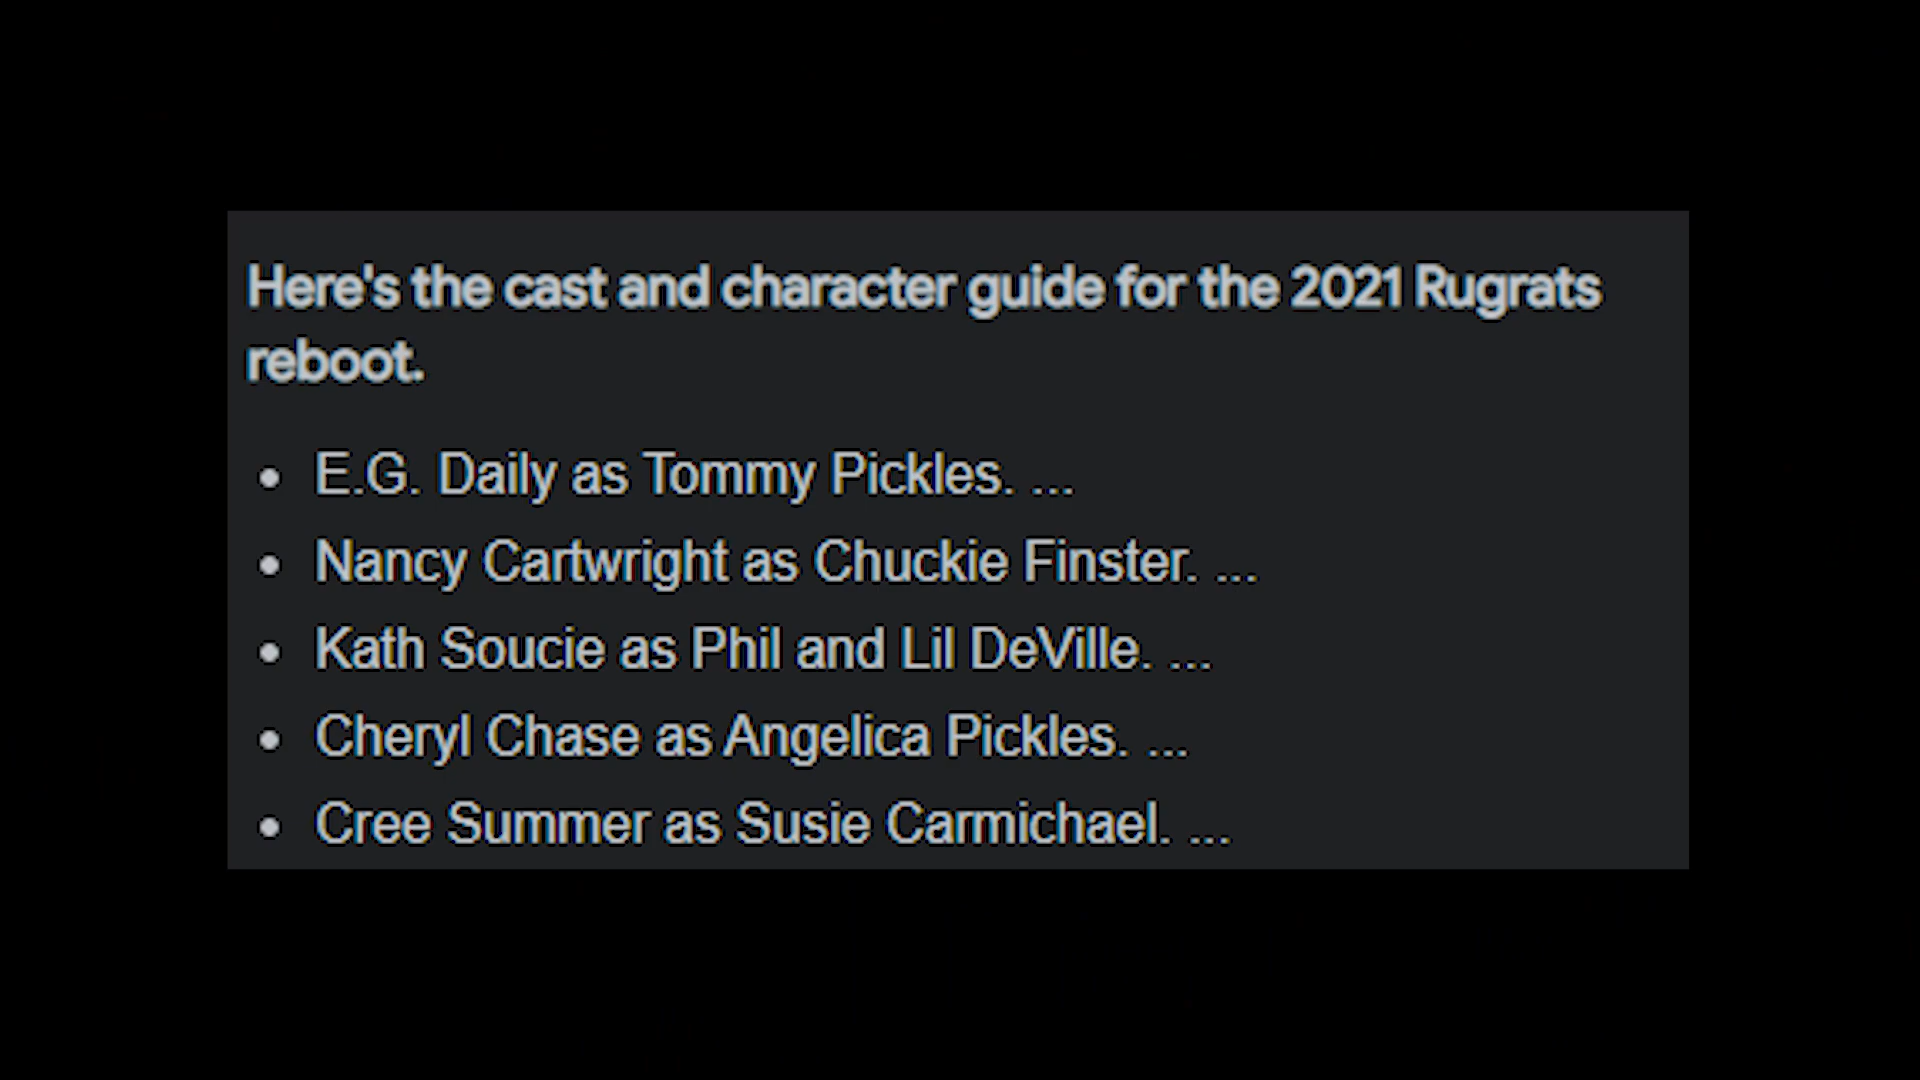 Here's the cast and character guide for the 2021 Rugrats
reboot.
• E.G. Daily as Tommy Pickles. ...
• Nancy Cartwright as Chuckie Finster. ...
• Kath Soucie as Phil and Lil DeVille. ...
• Cheryl Chase as Angelica Pickles. ...
• Cree Summer as Susie Carmichael. ...